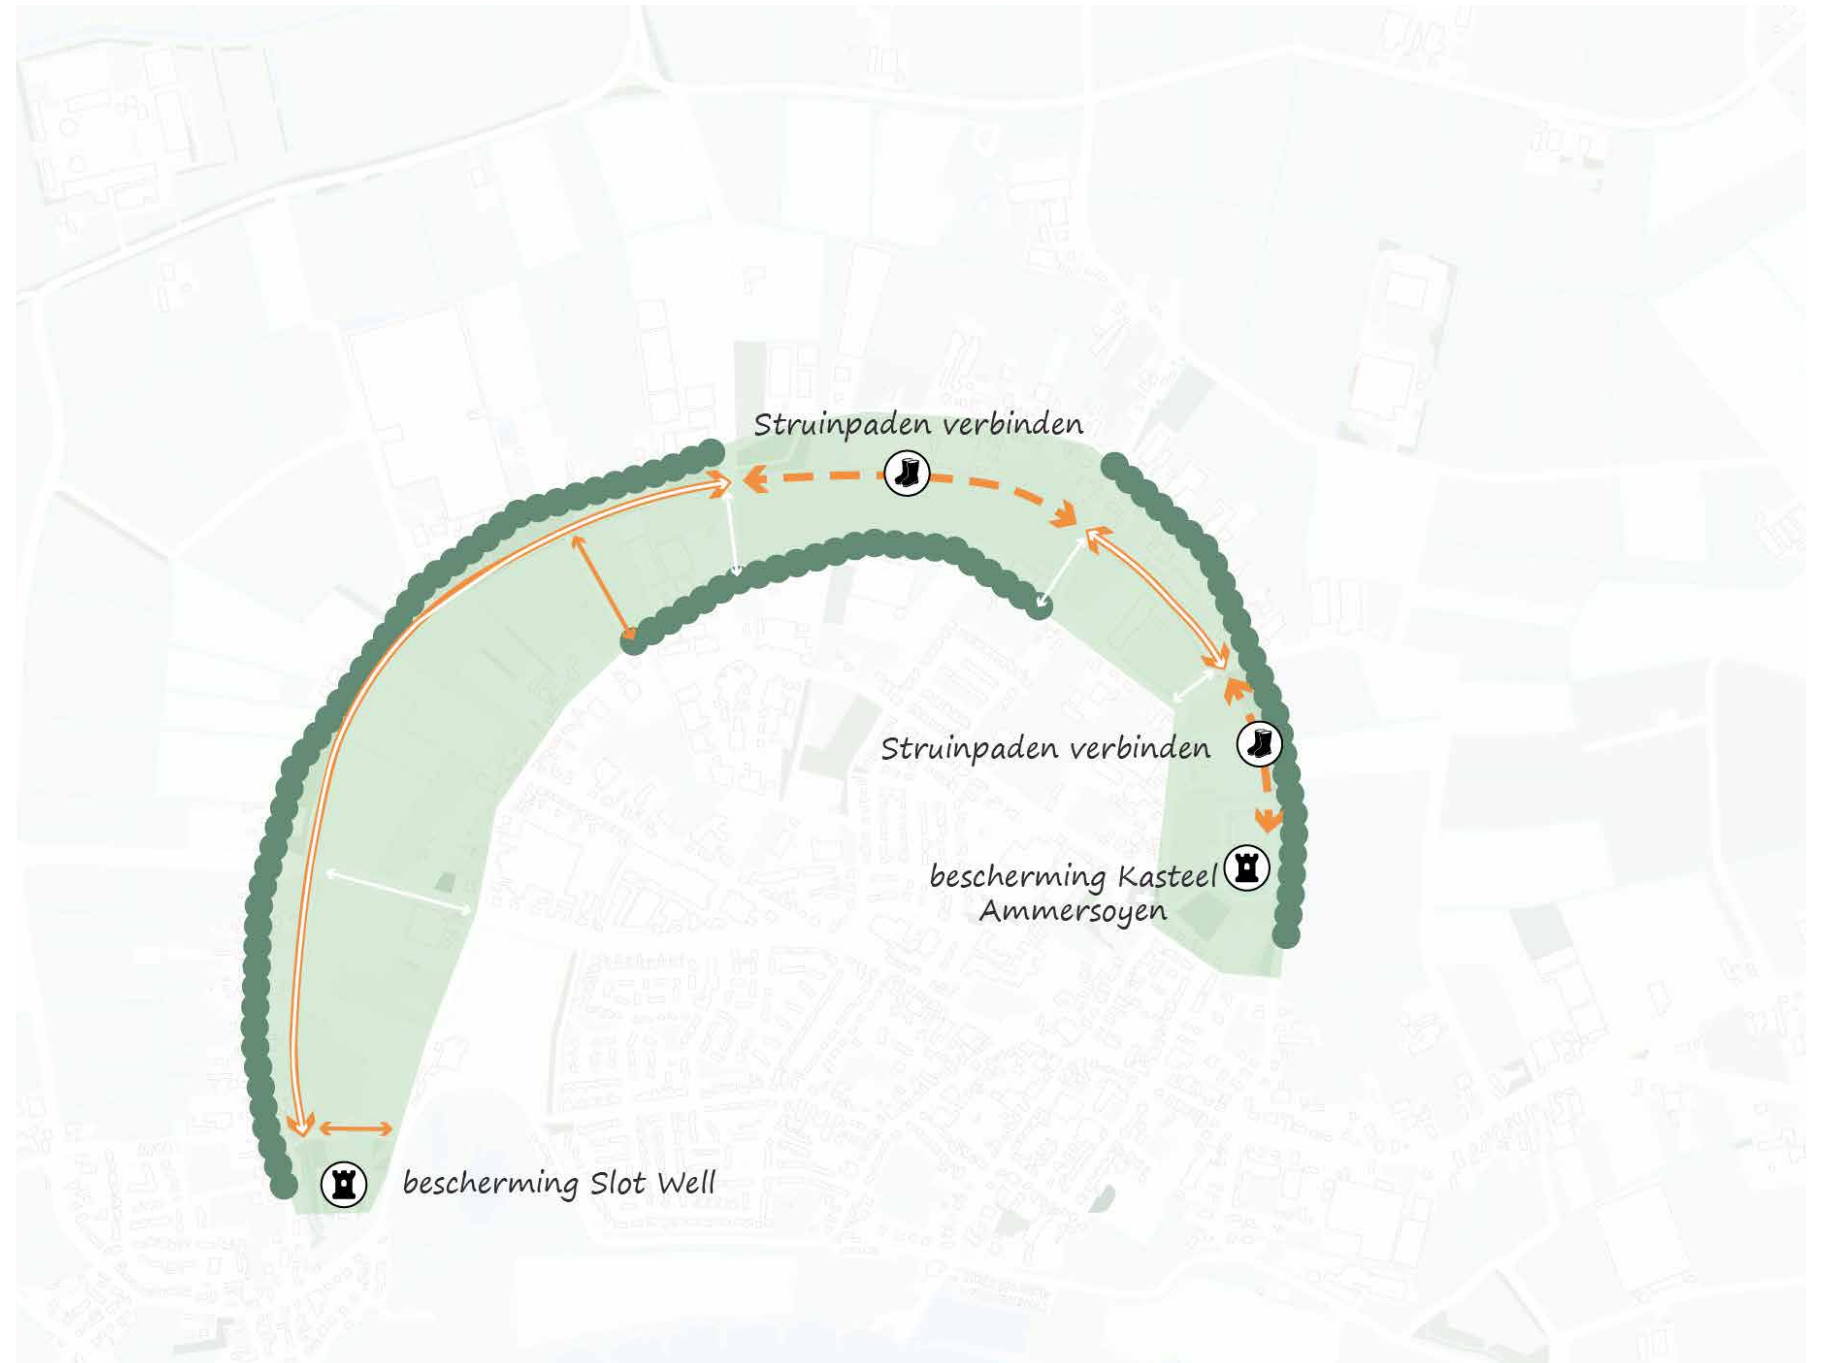 Struinpaden verbinden
Struinpaden verbinden
bescherming Kasteel
Ammersoyen
bescherming Slot Well